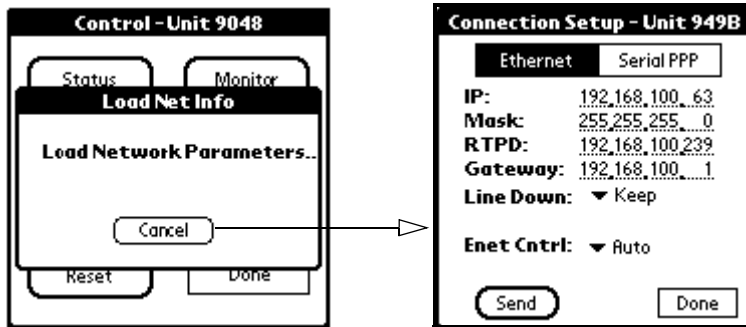 Control - Unit 9048
Status Monitor
Load Net Info
Load Network Parameters..
Cancel
Reset Done
Connection Setup - Unit 949B
Ethernet Serial PPP
IP: 192.168.100. 63
Mask: 255.255.255. 0
RTPD: 192.168.100.239
Gateway: 192.168.100. 1
Line Down: Keep
Enet Cntrl: Auto
Send Done